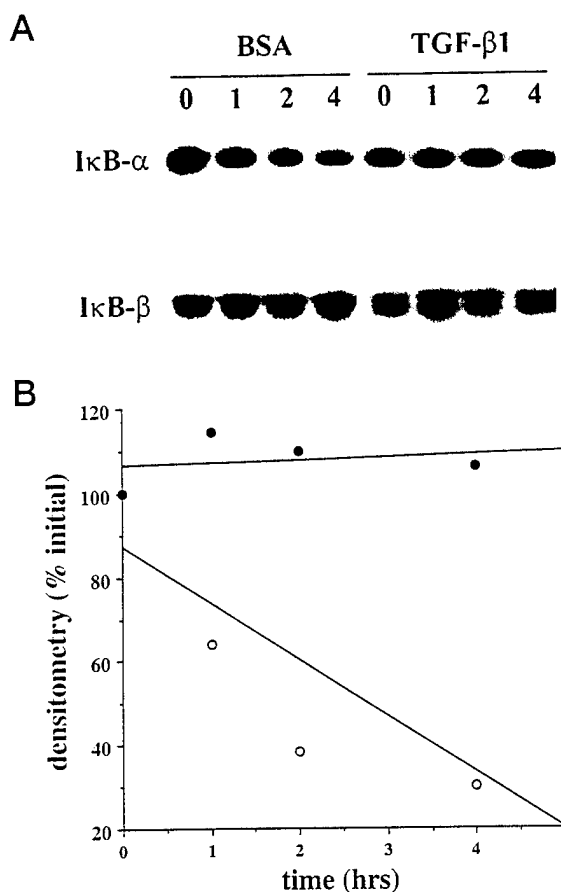 A
BSA TGF-β1
0 1 2 4 0 1 2 4
IκB-α
IκB-β
B
120
100
80
60
40
20
densitometry (% initial)
0 1 2 3 4
time (hrs)